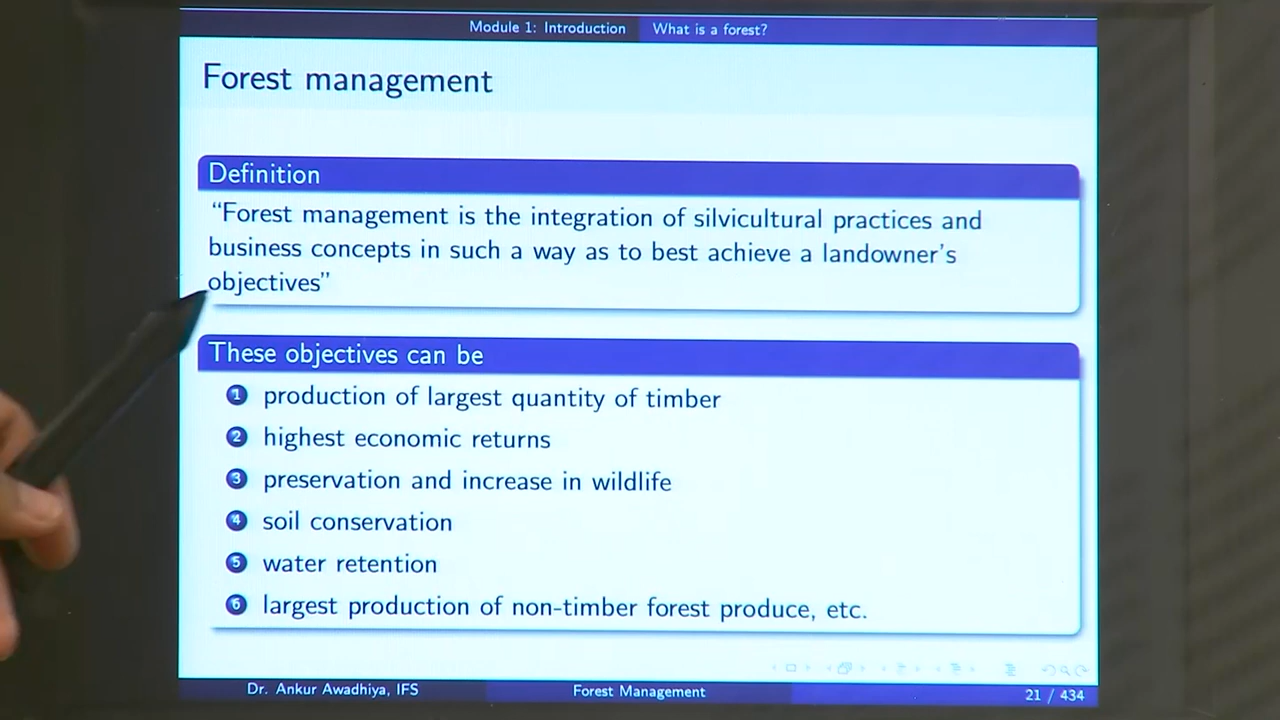 Module 1: Introduction What is a forest?
Forest management
Definition
“Forest management is the integration of silvicultural practices and
business concepts in such a way as to best achieve a landowner's
objectives”
These objectives can be
1 production of largest quantity of timber
2 highest economic returns
3 preservation and increase in wildlife
4 soil conservation
5 water retention
6 largest production of non-timber forest produce, etc.
Dr. Ankur Awadhiya, IFS Forest Management 21 / 434